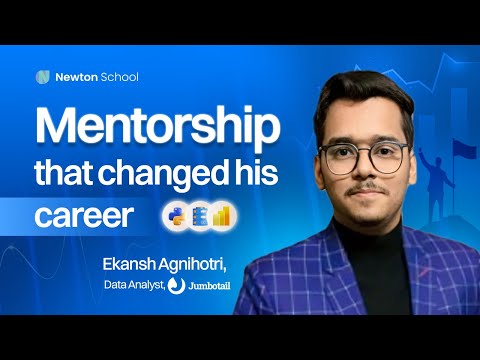 Newton School
Mentorship
that changed his
career
Ekansh Agnihotri,
Data Analyst, Jumbotail